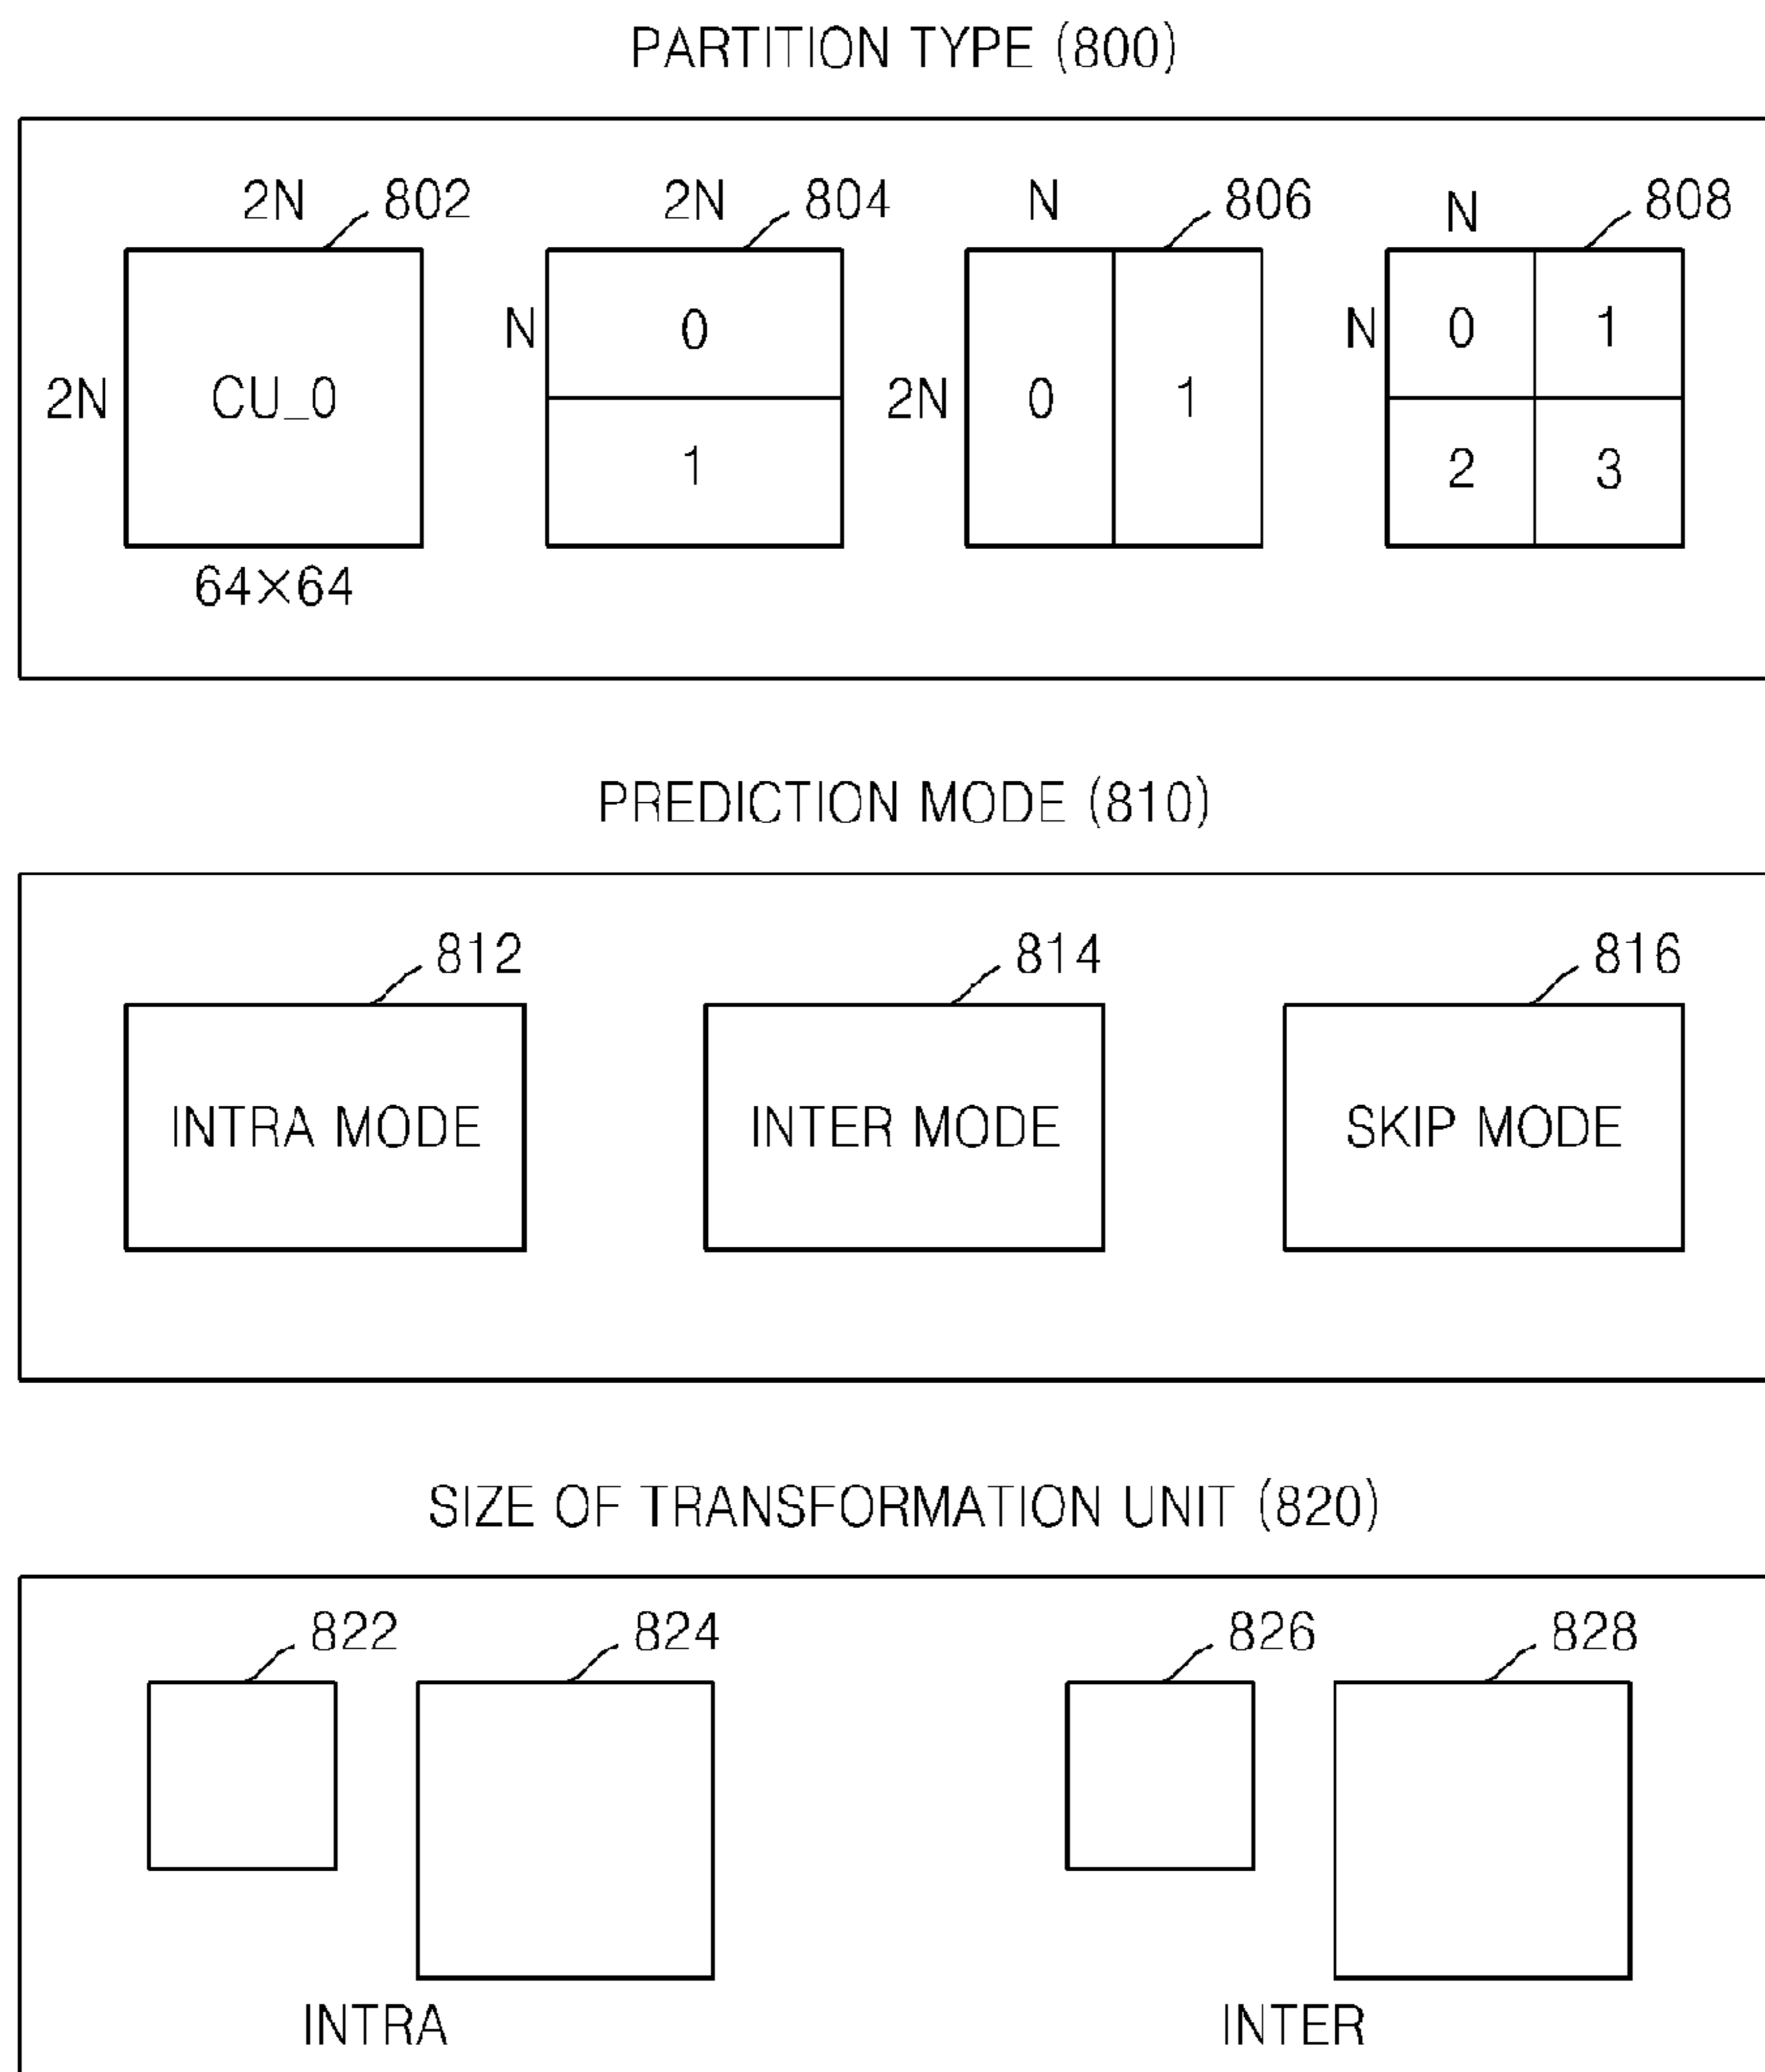 PARTITION TYPE (800)
2N 802 2N 804 N 806 N 808
N 0 N 0 1
2N CU_0 2N 0 1
1 2 3
64×64
PREDICTION MODE (810)
812 814 816
INTRA MODE INTER MODE SKIP MODE
SIZE OF TRANSFORMATION UNIT (820)
822 824 826 828
INTRA INTER